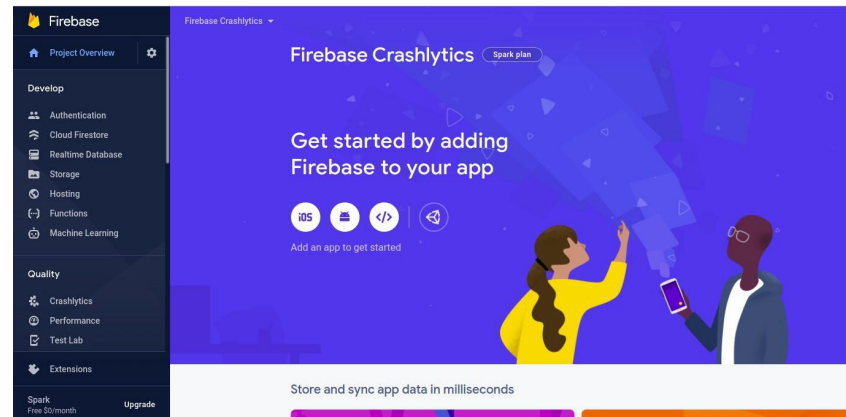 Firebase
Project Overview
Develop
Authentication
Cloud Firestore
Realtime Database
Storage
Hosting
Functions
Machine Learning
Quality
Crashlytics
Performance
Test Lab
Extensions
Spark
Free $0/month
Upgrade
Firebase Crashlytics
Firebase Crashlytics
Spark plan
Get started by adding
Firebase to your app
iOS
</>
Add an app to get started
Store and sync app data in milliseconds